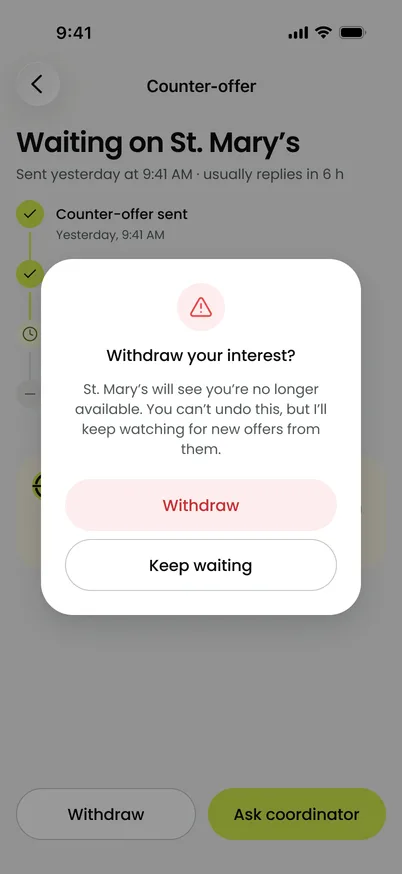 9:41
Counter-offer
Waiting on St. Mary’s
Sent yesterday at 9:41 AM · usually replies in 6 h
Counter-offer sent
Yesterday, 9:41 AM
Withdraw your interest?
St. Mary’s will see you’re no longer
available. You can’t undo this, but I’ll
keep watching for new offers from
them.
Withdraw
Keep waiting
Withdraw
Ask coordinator